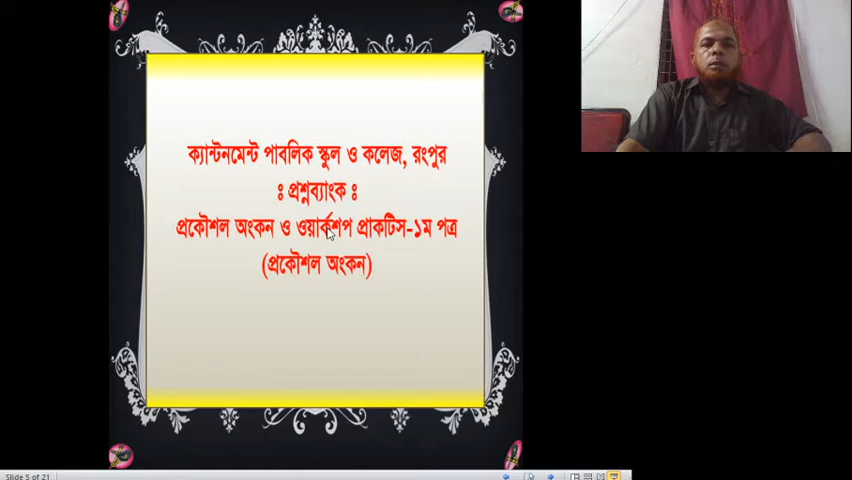 ক্যান্টনমেন্ট পাবলিক স্কুল ও কলেজ, রংপুর
ঃ প্রশ্নব্যাংক ঃ
প্রকৌশল অংকন ও ওয়ার্কশপ প্রাকটিস-১ম পত্র
(প্রকৌশল অংকন)
Slide 5 of 21